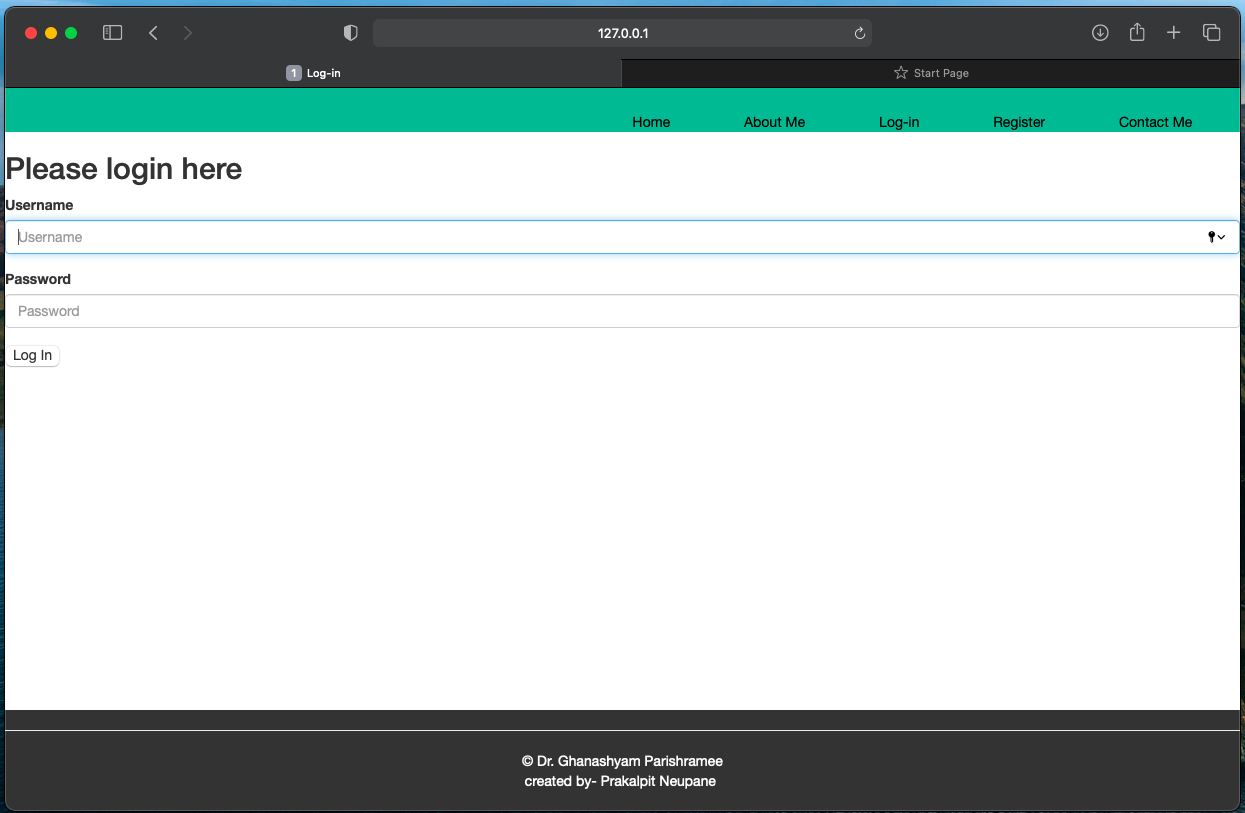 127.0.0.1
1 Log-in
Start Page
Home About Me Log-in Register Contact Me
Please login here
Username
Username
Password
Password
Log In
© Dr. Ghanashyam Parishramee
created by- Prakalpit Neupane